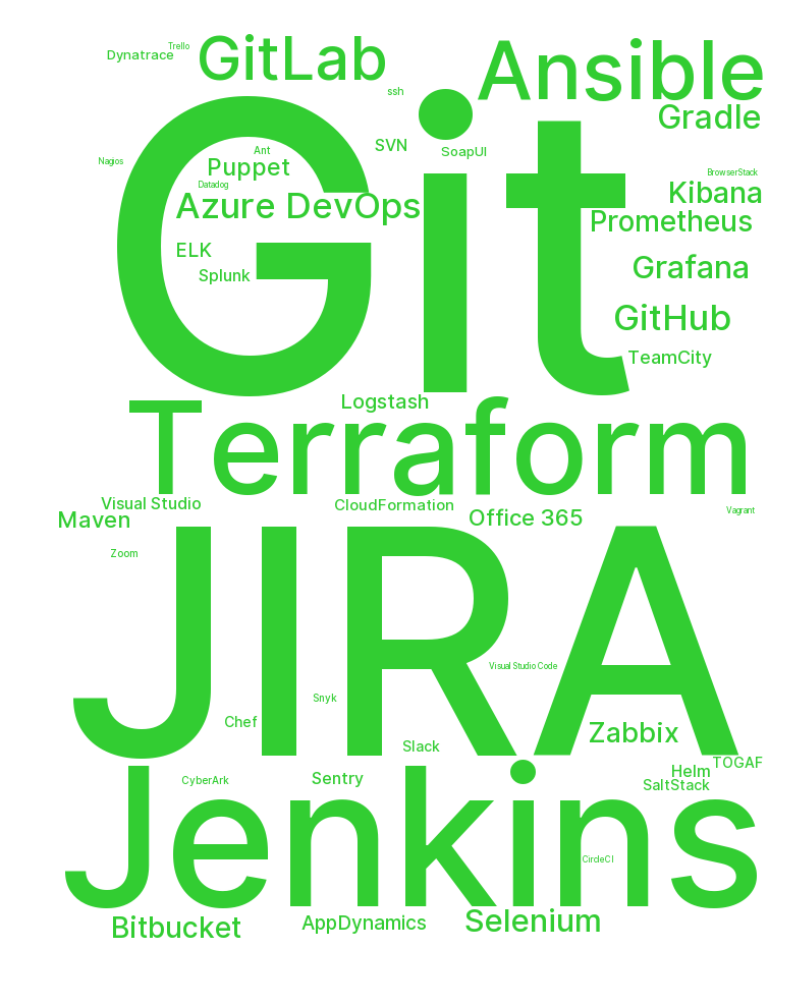 Trello
Dynatrace
GitLab
Ansible
ssh
Gradle
Git
SVN
SoapUI
Ant
Nagios
Puppet
BrowserStack
Datadog
Kibana
Azure DevOps
Prometheus
ELK
Splunk
Grafana
GitHub
TeamCity
Logstash
Terraform
Visual Studio
CloudFormation
Maven
Office 365
Vagrant
Zoom
JIRA
Visual Studio Code
Snyk
Chef
Zabbix
Slack
TOGAF
Helm
CyberArk
Sentry
SaltStack
Jenkins
CircleCI
Bitbucket
AppDynamics
Selenium